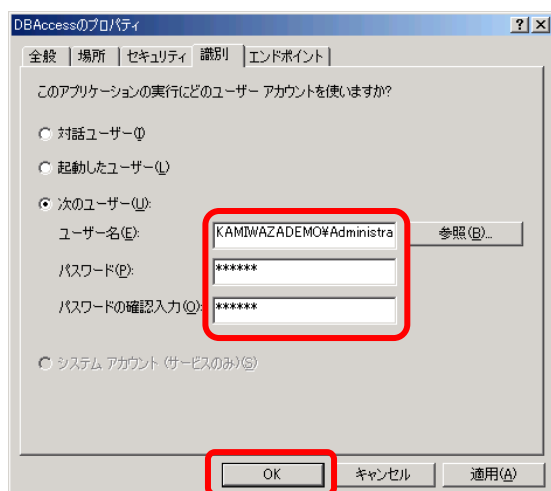 DBAccessのプロパティ ? ×
全般 場所 セキュリティ 識別 エンドポイント
このアプリケーションの実行にどのユーザー アカウントを使いますか?
対話ユーザー(I)
起動したユーザー(L)
次のユーザー(U):
ユーザー名(E): KAMIWAZADEMO¥Administra 参照(B)...
パスワード(P): ******
パスワードの確認入力(O): ******
システム アカウント (サービスのみ)(S)
OK キャンセル 適用(A)